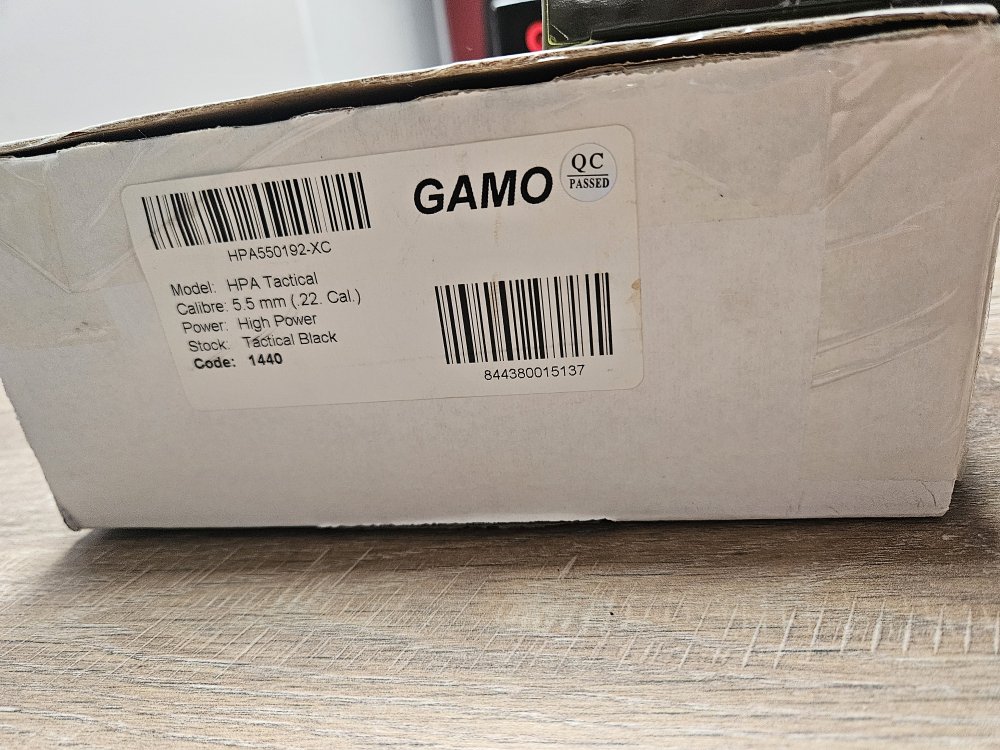 GAMO
QC
PASSED
HPA550192-XC
Model: HPA Tactical
Calibre: 5.5 mm (.22. Cal.)
Power: High Power
Stock: Tactical Black
Code: 1440
844380015137